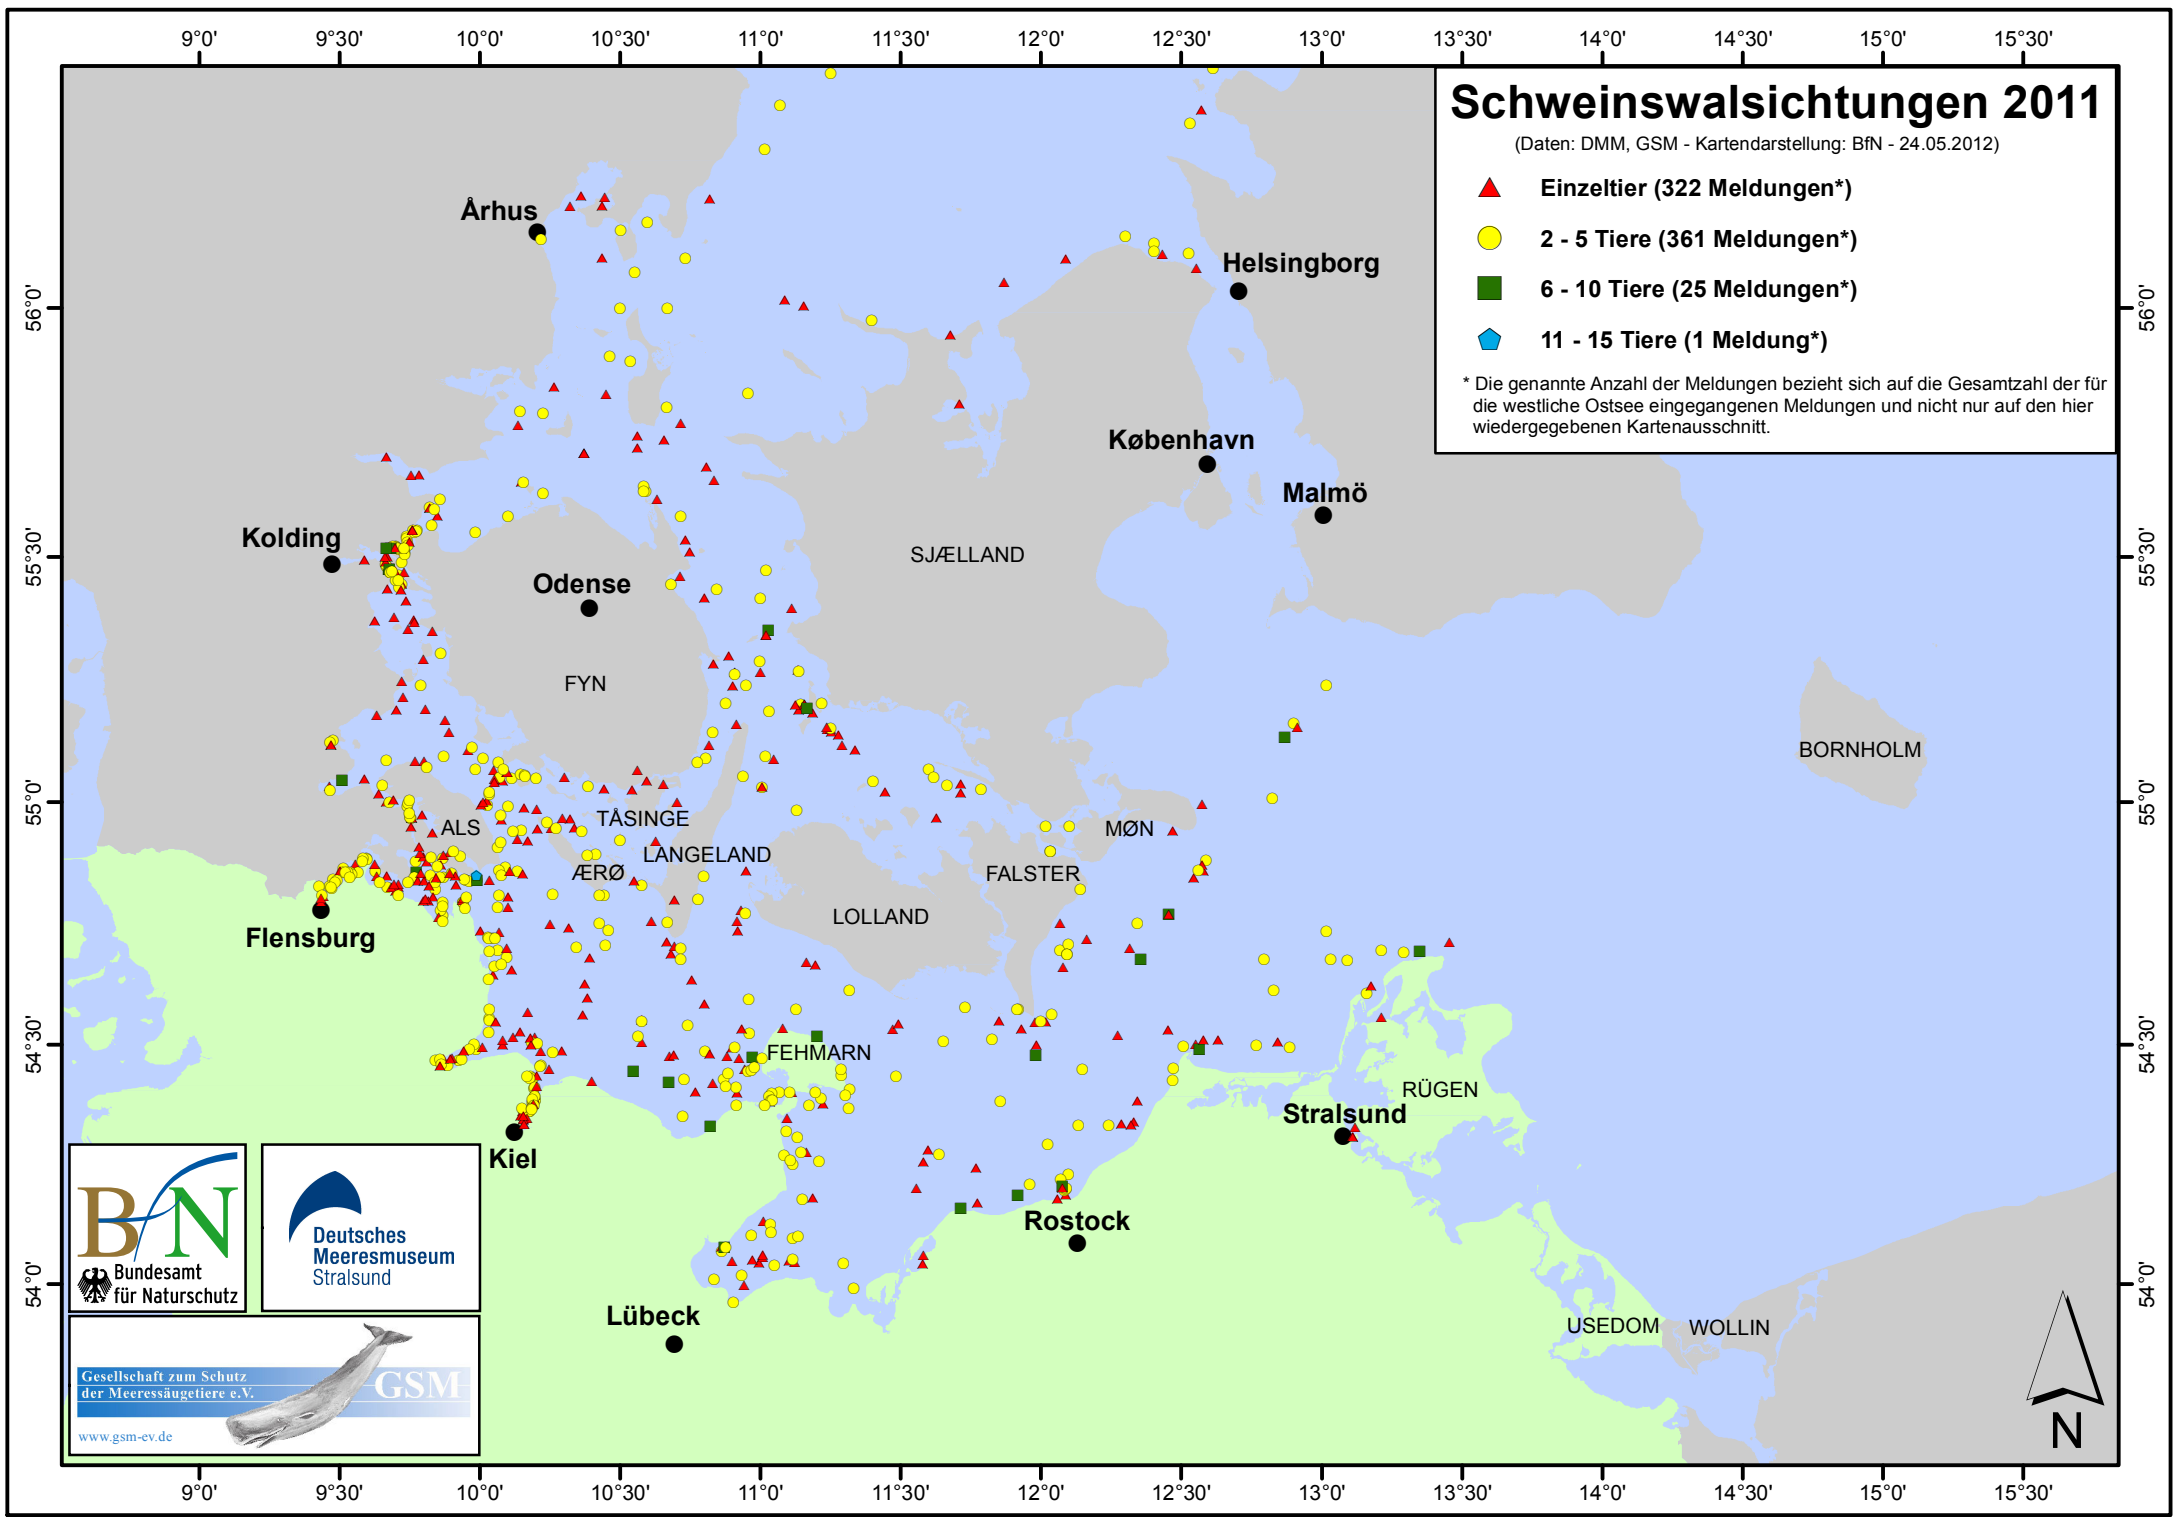 9°0' 9°30' 10°0' 10°30' 11°0' 11°30' 12°0' 12°30' 13°0' 13°30' 14°0' 14°30' 15°0' 15°30'
Schweinswalsichtungen 2011
(Daten: DMM, GSM - Kartendarstellung: BfN - 24.05.2012)
Einzeltier (322 Meldungen*)
2 - 5 Tiere (361 Meldungen*)
6 - 10 Tiere (25 Meldungen*)
11 - 15 Tiere (1 Meldung*)
* Die genannte Anzahl der Meldungen bezieht sich auf die Gesamtzahl der für
die westliche Ostsee eingegangenen Meldungen und nicht nur auf den hier
wiedergegebenen Kartenausschnitt.
Århus
Helsingborg
56°0' 56°0'
København
Malmö
Kolding
55°30' 55°30'
SJÆLLAND
Odense
FYN
BORNHOLM
55°0' 55°0'
TÅSINGE
ALS
MØN
LANGELAND
ÆRØ
FALSTER
LOLLAND
Flensburg
54°30' 54°30'
FEHMARN
RÜGEN
Stralsund
Kiel
Rostock
54°0' 54°0'
Lübeck
USEDOM
WOLLIN
BfN
Bundesamt
für Naturschutz
Deutsches
Meeresmuseum
Stralsund
Gesellschaft zum Schutz
der Meeressäugetiere e.V.
GSM
www.gsm-ev.de
N
9°0' 9°30' 10°0' 10°30' 11°0' 11°30' 12°0' 12°30' 13°0' 13°30' 14°0' 14°30' 15°0' 15°30'